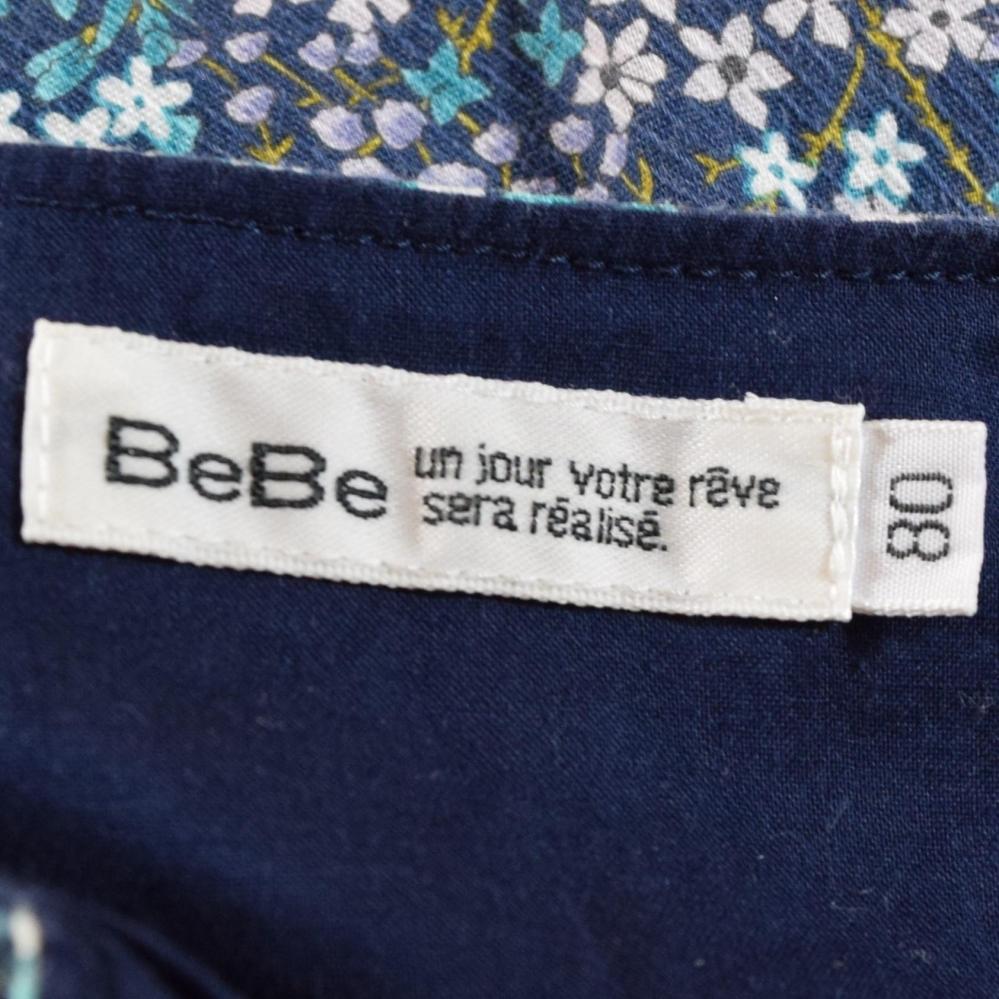 BeBe
un jour votre rêve
sera réalisé.
80